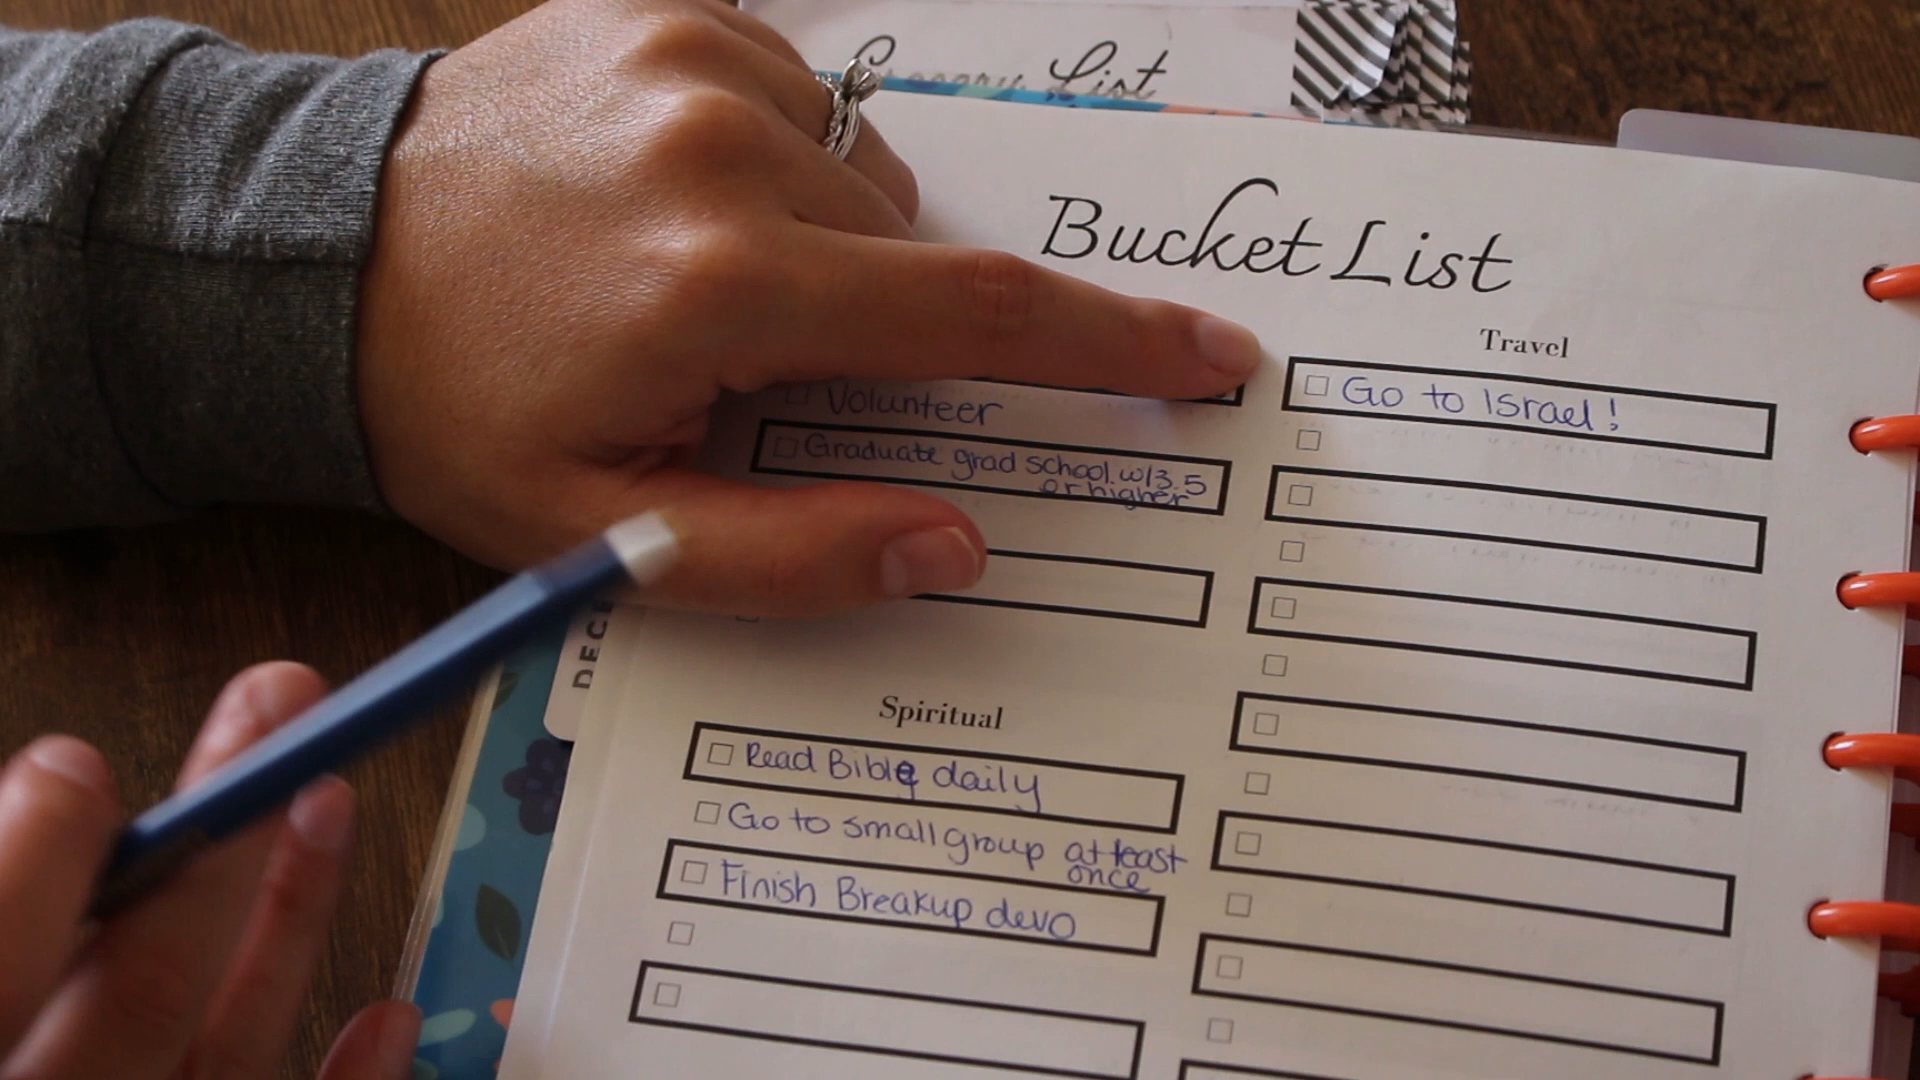 Grocery List
Bucket List
Travel
Go to Israel!
Volunteer
Graduate grad school w/3.5
or higher
DECE
Spiritual
Read Bible daily
Go to small group at least
once
Finish Breakup devo